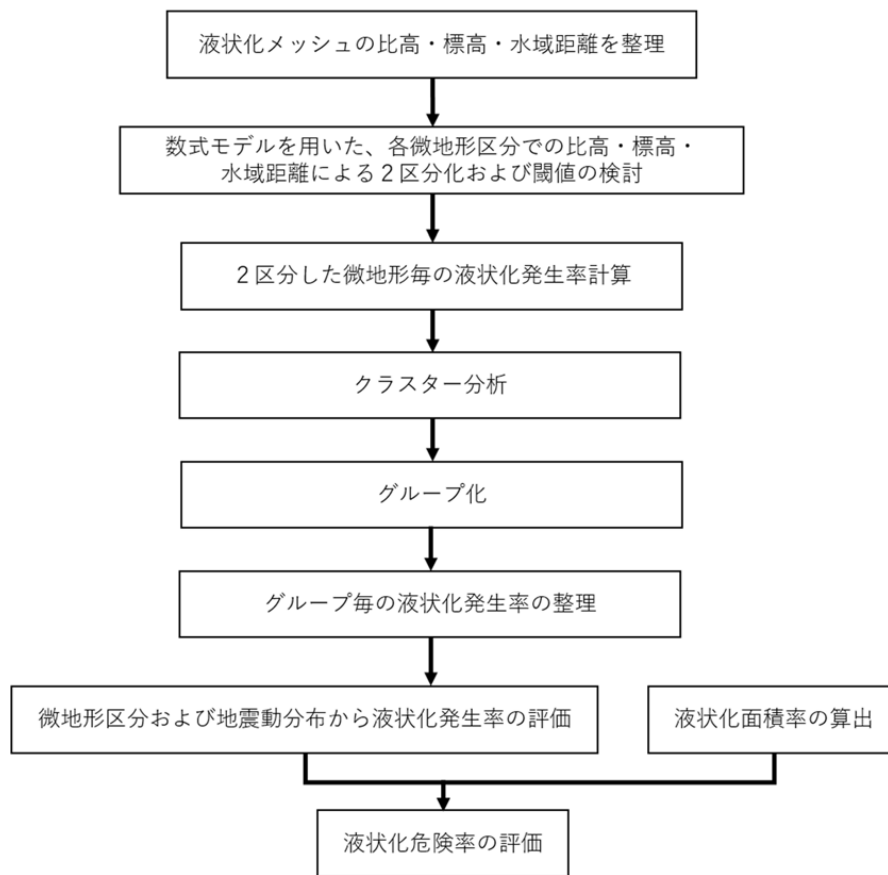 液状化メッシュの比高・標高・水域距離を整理
数式モデルを用いた、各微地形区分での比高・標高・
水域距離による２区分化および閾値の検討
２区分した微地形毎の液状化発生率計算
クラスター分析
グループ化
グループ毎の液状化発生率の整理
微地形区分および地震動分布から液状化発生率の評価
液状化面積率の算出
液状化危険率の評価